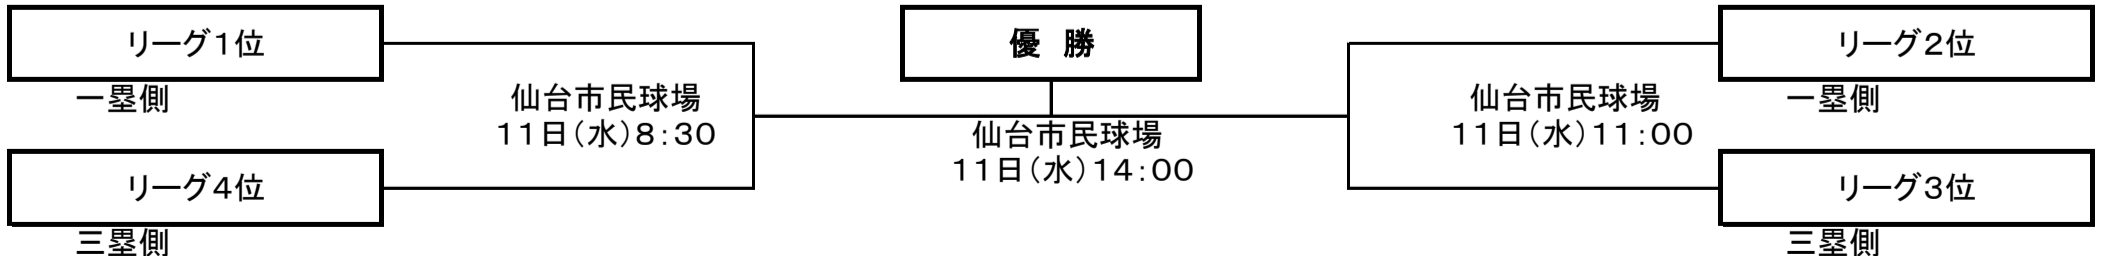 リーグ1位
一塁側
仙台市民球場
11日(水)8:30
リーグ4位
三塁側
優　勝
仙台市民球場
11日(水)14:00
仙台市民球場
11日(水)11:00
リーグ2位
一塁側
リーグ3位
三塁側